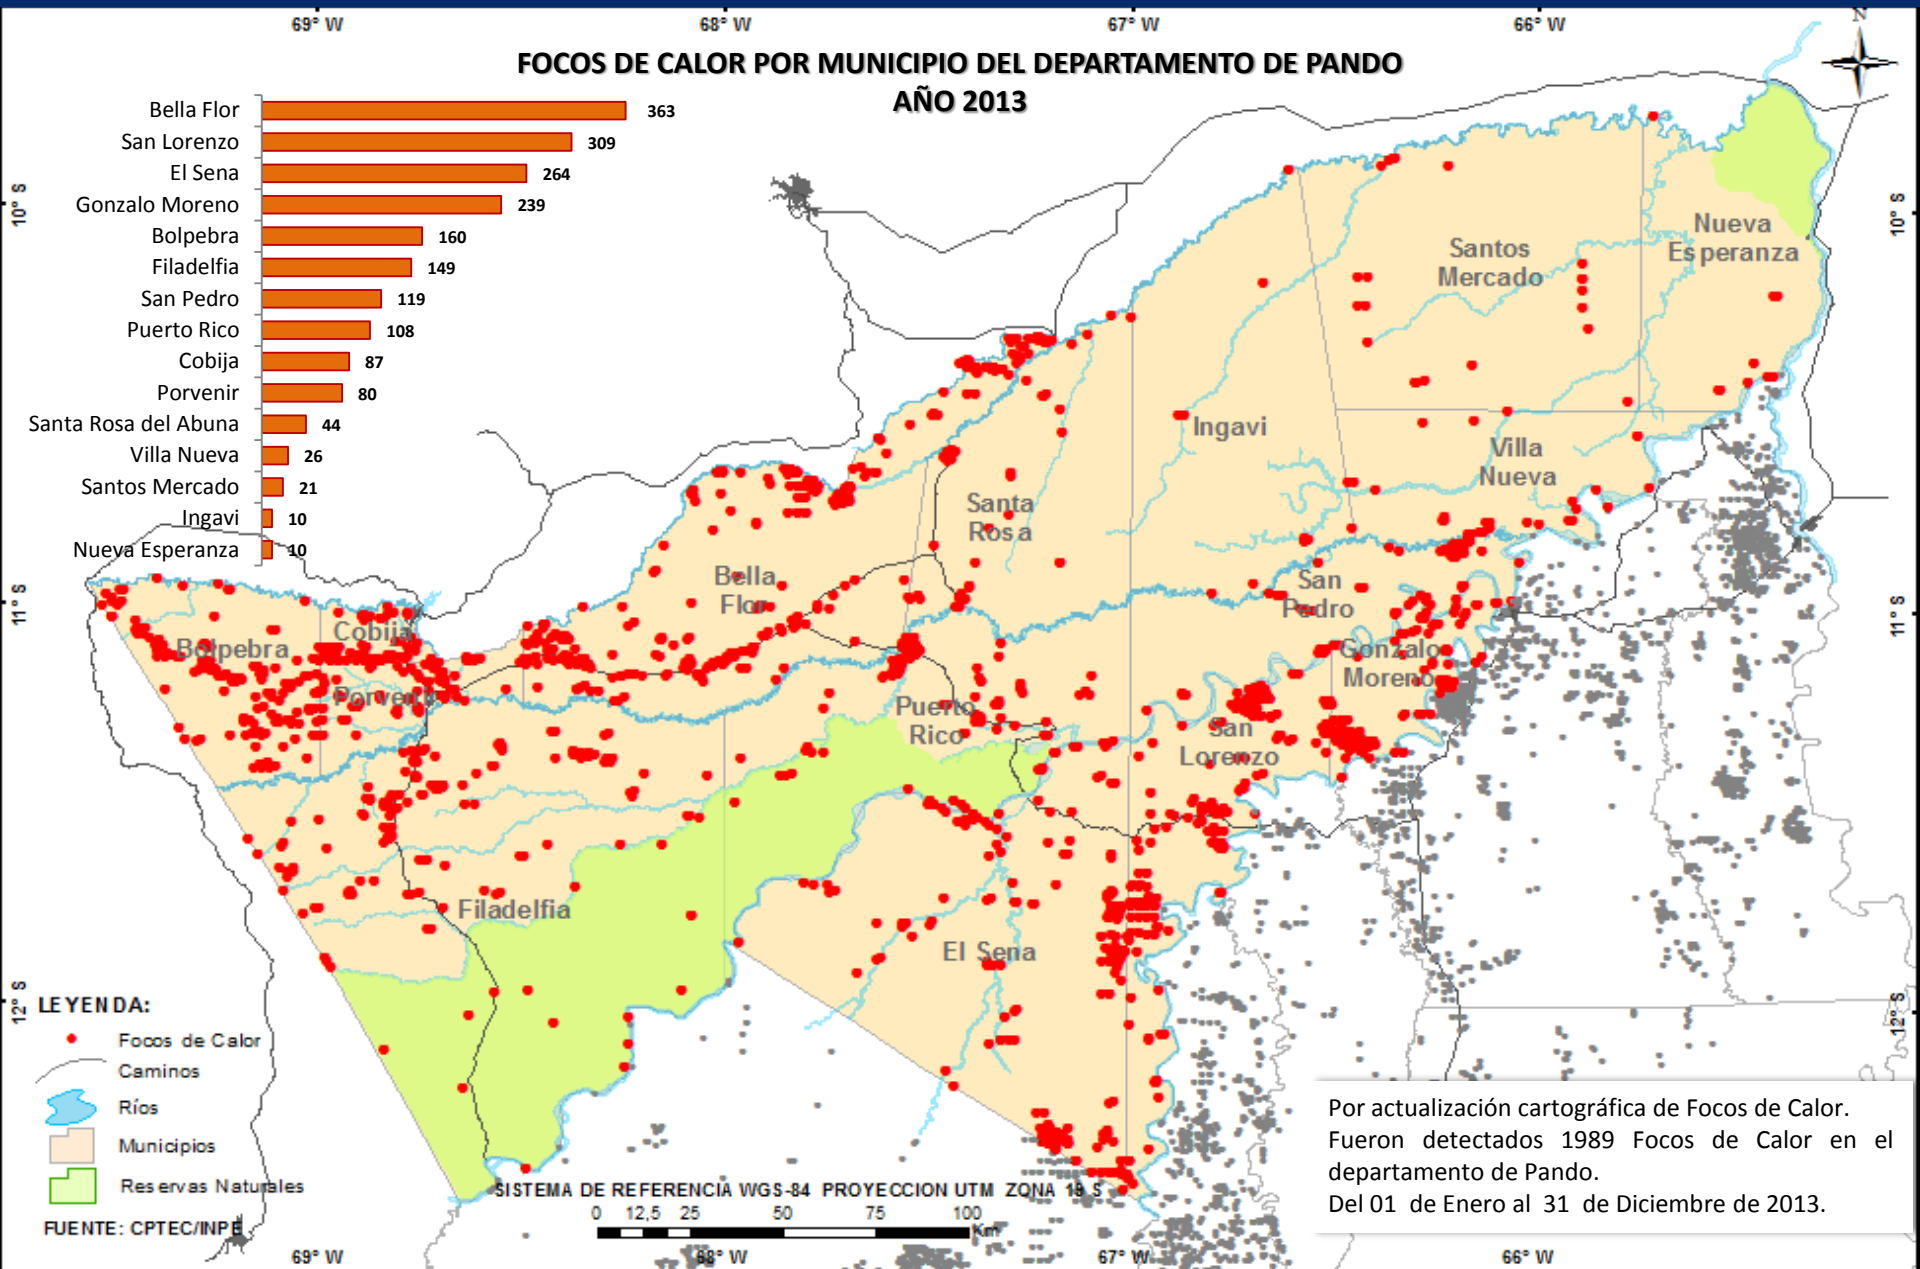 69° W 68° W 67° W 66° W
N
FOCOS DE CALOR POR MUNICIPIO DEL DEPARTAMENTO DE PANDO
AÑO 2013
Bella Flor 363
San Lorenzo 309
El Sena 264
Gonzalo Moreno 239
Bolpebra 160
Filadelfia 149
San Pedro 119
Puerto Rico 108
Cobija 87
Porvenir 80
Santa Rosa del Abuna 44
Villa Nueva 26
Santos Mercado 21
Ingavi 10
Nueva Esperanza 10
10° S
10° S
11° S
11° S
12° S
12° S
Nueva
Esperanza
Santos
Mercado
Ingavi
Villa
Nueva
Santa
Rosa
Bella
Flor
San
Pedro
Cobija
Bolpebra
Gonzalo
Moreno
Porvenir
Puerto
Rico
San
Lorenzo
Filadelfia
El Sena
LEYENDA:
Focos de Calor
Caminos
Ríos
Municipios
Reservas Naturales
FUENTE: CPTEC/INPE
SISTEMA DE REFERENCIA WGS-84 PROYECCION UTM ZONA 19 S
0 12,5 25 50 75 100
Km
Por actualización cartográfica de Focos de Calor.
Fueron detectados 1989 Focos de Calor en el
departamento de Pando.
Del 01 de Enero al 31 de Diciembre de 2013.
69° W 68° W 67° W 66° W